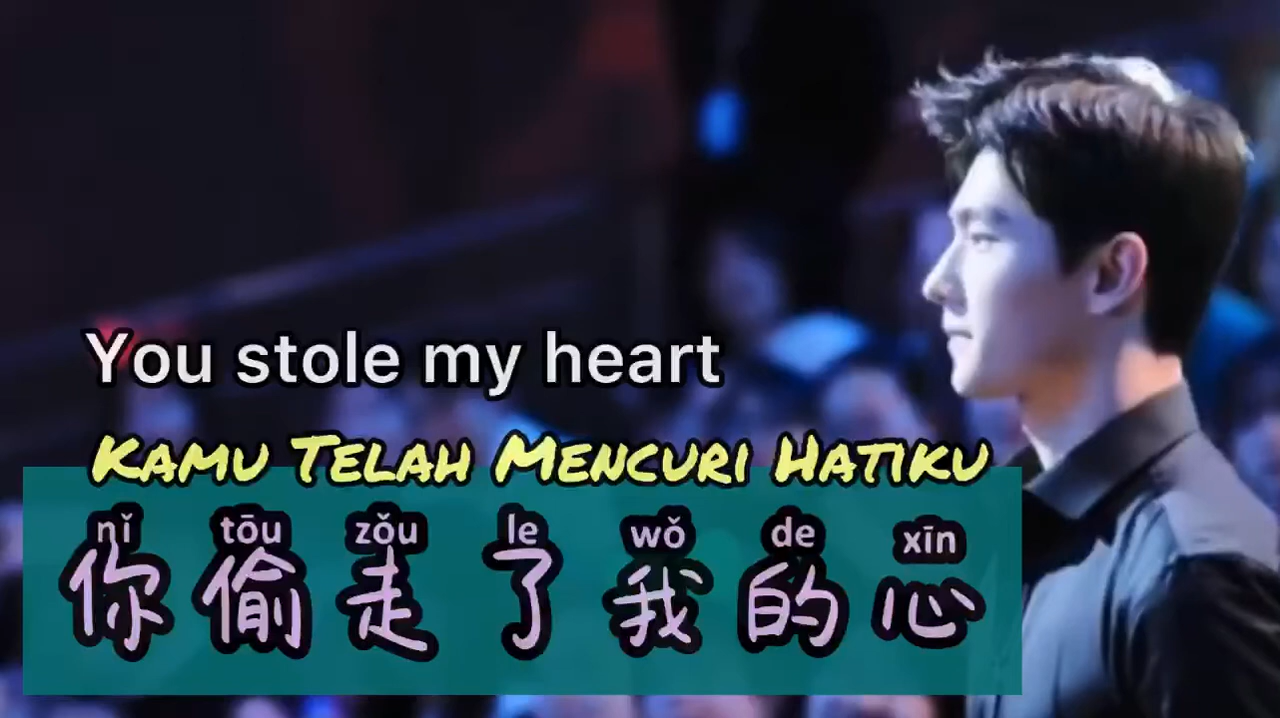 You stole my heart
Kamu Telah Mencuri Hatiku
nǐ tōu zǒu le wǒ de xīn
你偷走了我的心